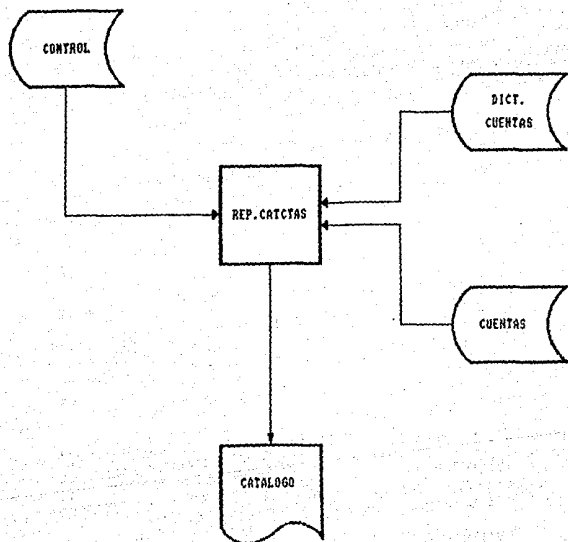 CONTROL
DICT.
CUENTAS
REP.CATCTAS
CUENTAS
CATALOGO